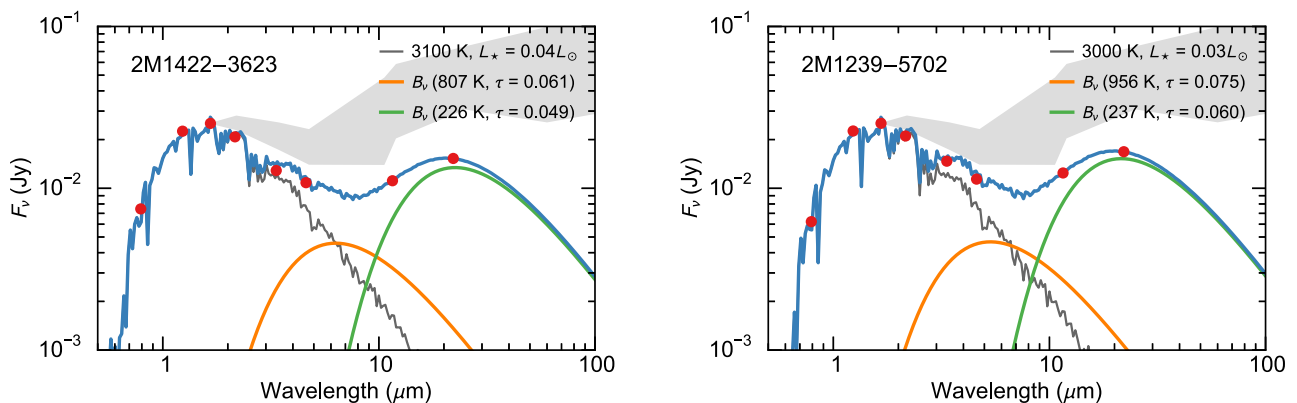 10⁻¹
10⁻²
10⁻³
F_ν (Jy)
2M1422−3623
3100 K, L⋆ = 0.04L⊙
B_ν (807 K, τ = 0.061)
B_ν (226 K, τ = 0.049)
1
10
100
Wavelength (μm)
10⁻¹
10⁻²
10⁻³
F_ν (Jy)
2M1239−5702
3000 K, L⋆ = 0.03L⊙
B_ν (956 K, τ = 0.075)
B_ν (237 K, τ = 0.060)
1
10
100
Wavelength (μm)